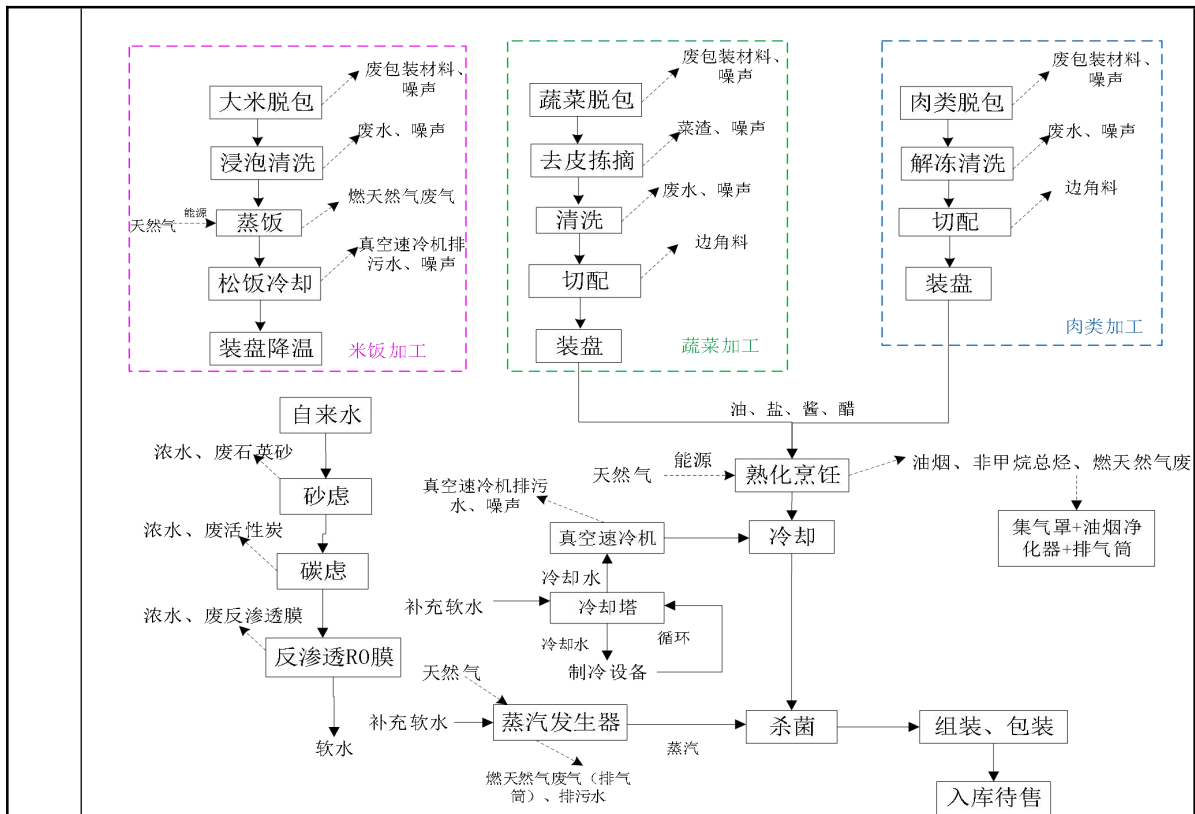 废包装材料、
噪声
大米脱包
废水、噪声
浸泡清洗
燃天然气废气
能源
天然气
蒸饭
真空速冷机排
污水、噪声
松饭冷却
装盘降温
米饭加工
废包装材料、
噪声
蔬菜脱包
菜渣、噪声
去皮拣摘
废水、噪声
清洗
边角料
切配
装盘
蔬菜加工
废包装材料、
噪声
肉类脱包
废水、噪声
解冻清洗
边角料
切配
装盘
肉类加工
自来水
浓水、废石英砂
砂虑
浓水、废活性炭
碳虑
浓水、废反渗透膜
反渗透RO膜
软水
油、盐、酱、醋
能源
天然气
熟化烹饪
油烟、非甲烷总烃、燃天然气废
集气罩+油烟净
化器+排气筒
真空速冷机排污
水、噪声
真空速冷机
冷却
冷却水
补充软水
冷却塔
冷却水
循环
制冷设备
天然气
补充软水
蒸汽发生器
蒸汽
杀菌
组装、包装
燃天然气废气（排气
筒）、排污水
入库待售